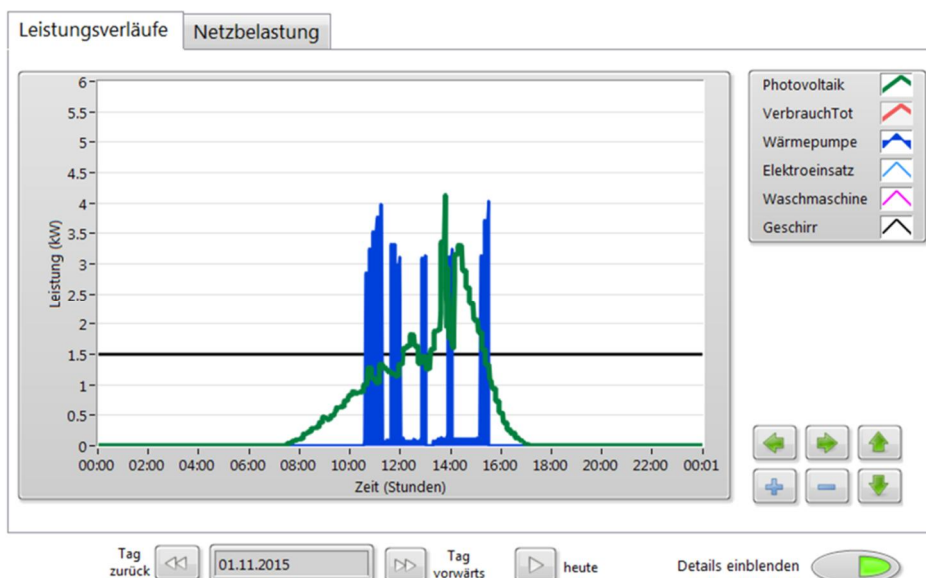 Leistungsverläufe
Netzbelastung
6
5.5
5
4.5
4
3.5
3
2.5
2
1.5
1
0.5
0
Leistung (kW)
00:00 02:00 04:00 06:00 08:00 10:00 12:00 14:00 16:00 18:00 20:00 22:00 00:01
Zeit (Stunden)
Photovoltaik
VerbrauchTot
Wärmepumpe
Elektroeinsatz
Waschmaschine
Geschirr
Tag
zurück
01.11.2015
Tag
vorwärts
heute
Details einblenden